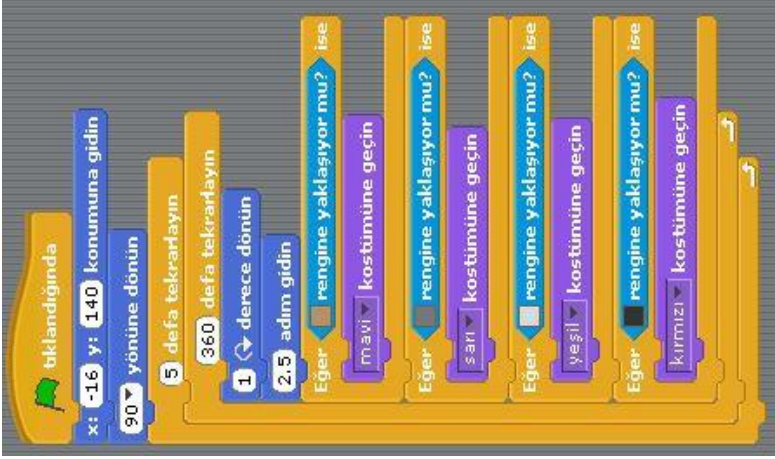 tıklandığında
x: -16 y: 140 konumuna gidin
90 yönüne dönün
5 defa tekrarlayın
360 defa tekrarlayın
1 derece dönün
2.5 adım gidin
Eğer rengine yaklaşıyor mu? ise
mavi kostümüne geçin
Eğer rengine yaklaşıyor mu? ise
sarı kostümüne geçin
Eğer rengine yaklaşıyor mu? ise
yeşil kostümüne geçin
Eğer rengine yaklaşıyor mu? ise
kırmızı kostümüne geçin